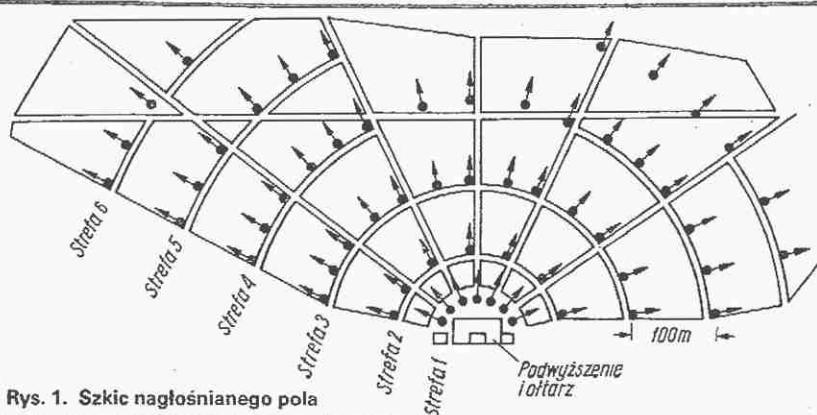 Strefa 6
Strefa 5
Strefa 4
Strefa 3
Strefa 2
Strefa 1
100m
Podwyższenie
i ołtarz
Rys. 1. Szkic nagłośnianego pola